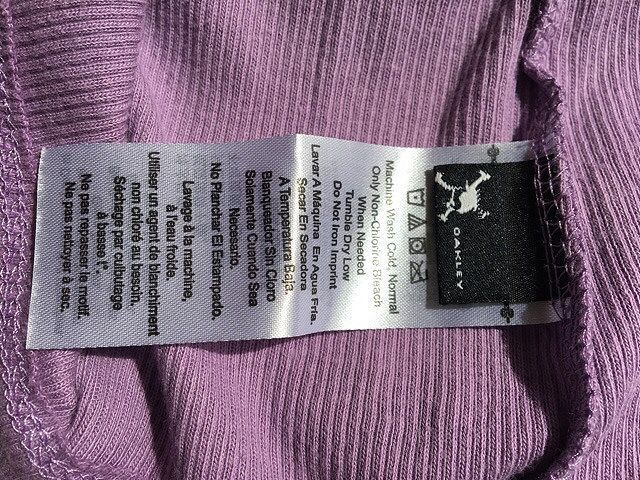 OAKLEY
Machine Wash Cold, Normal
Only Non-Chlorine Bleach
When Needed
Tumble Dry Low
Do Not Iron Imprint
Lavar A Máquina En Agua Fria.
Secar En Secadora
A Temperatura Baja.
Blanqueador Sin Cloro
Solamente Cuando Sea
Necesario.
No Planchar El Estampado.
Lavage à la machine,
à l'eau froide.
Utiliser un agent de blanchiment
non chloré au besoin.
Séchage par culbutage
à basse t°.
Ne pas repasser le motif.
Ne pas nettoyer à sec.